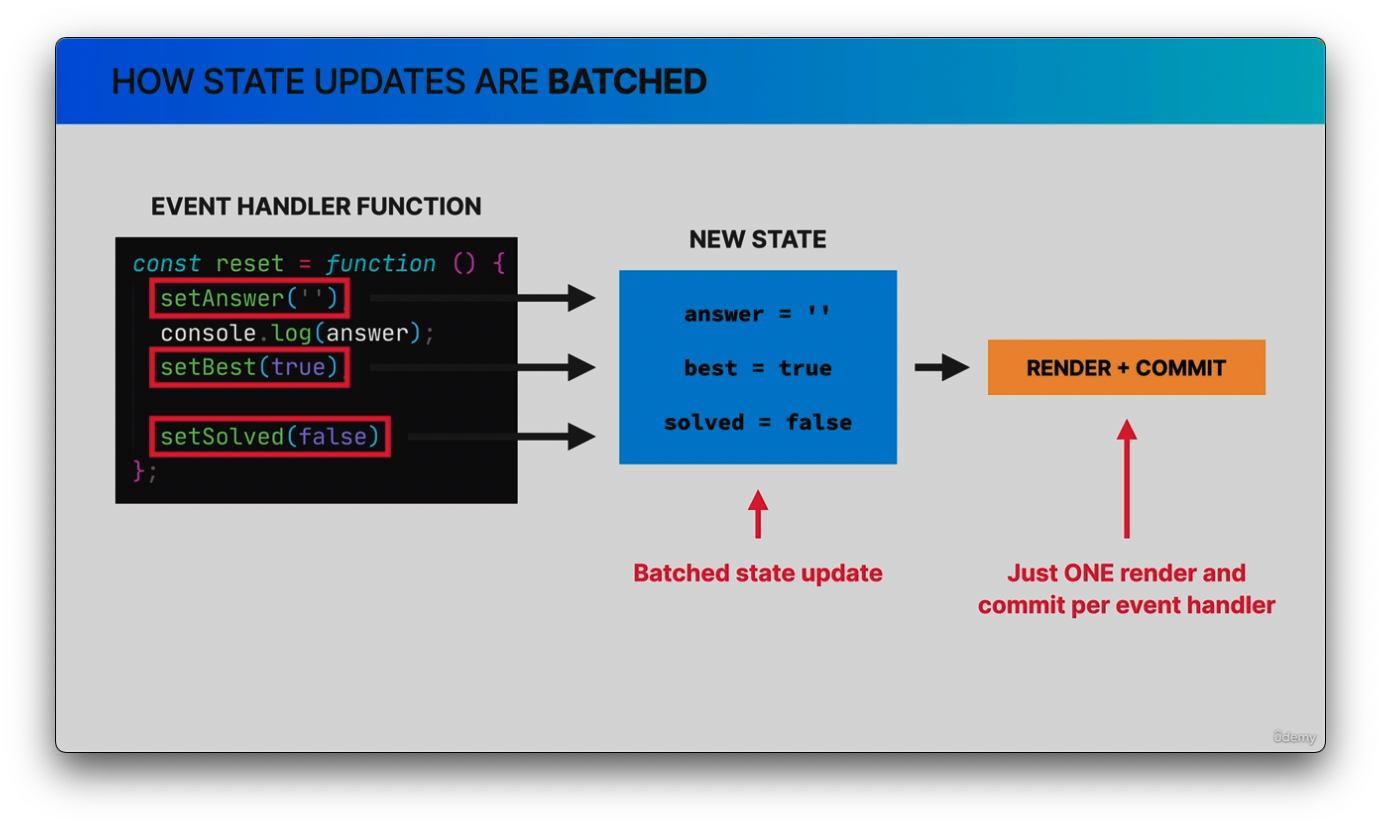 HOW STATE UPDATES ARE BATCHED
EVENT HANDLER FUNCTION
const reset = function () {
setAnswer('')
console.log(answer);
setBest(true)
setSolved(false)
};
NEW STATE
answer = ''
best = true
solved = false
Batched state update
RENDER + COMMIT
Just ONE render and
commit per event handler
ûdemy